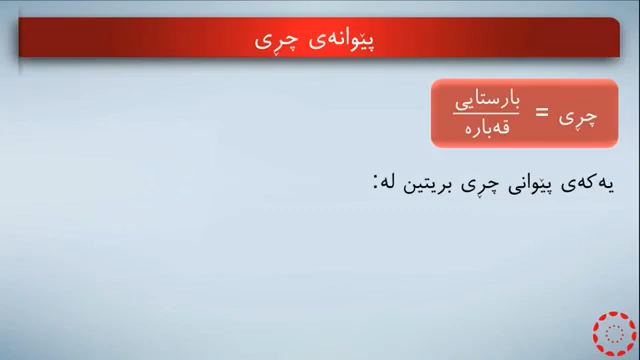 پێوانەی چڕی
چڕی = بارستایی / قەبارە
یەکەی پێوانی چڕی بریتین لە: